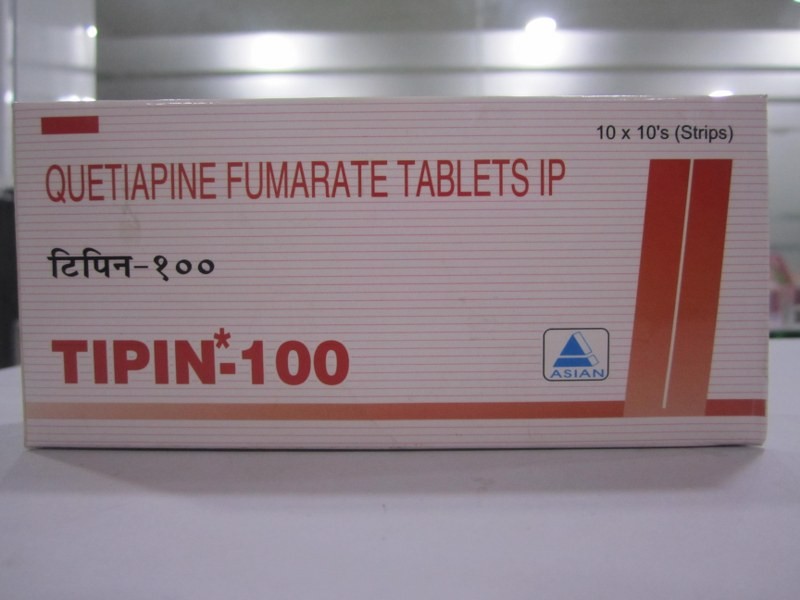 10 x 10's (Strips)
QUETIAPINE FUMARATE TABLETS IP
टिपिन-१००
TIPIN*-100
ASIAN